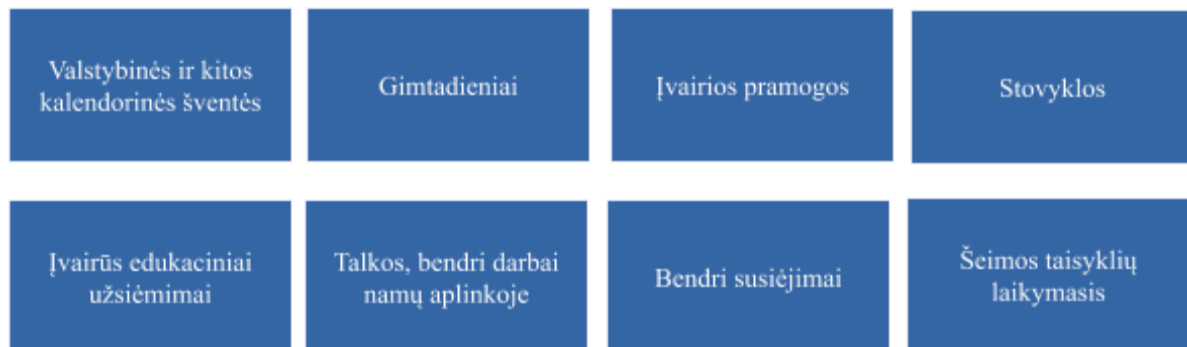 Valstybinės ir kitos
kalendorinės šventės
Gimtadieniai
Įvairios pramogos
Stovyklos
Įvairūs edukaciniai
užsiėmimai
Talkos, bendri darbai
namų aplinkoje
Bendri susiėjimai
Šeimos taisyklių
laikymasis